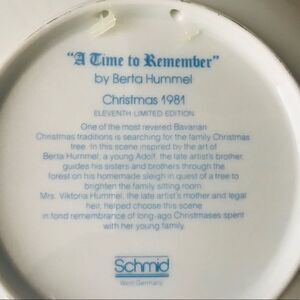 "A Time to Remember"
by Berta Hummel
Christmas 1981
ELEVENTH LIMITED EDITION
One of the most revered Bavarian
Christmas traditions is searching for the family Christmas
tree. In this scene inspired by the art of
Berta Hummel, a young Adolf, the late artist's brother,
guides his sisters and brothers through the
forest on his homemade sleigh in quest of a tree to
brighten the family sitting room.
Mrs. Viktoria Hummel, the late artist's mother and legal
heir, helped choose this scene
in fond remembrance of long-ago Christmases spent
with her young family.
Schmid
West Germany